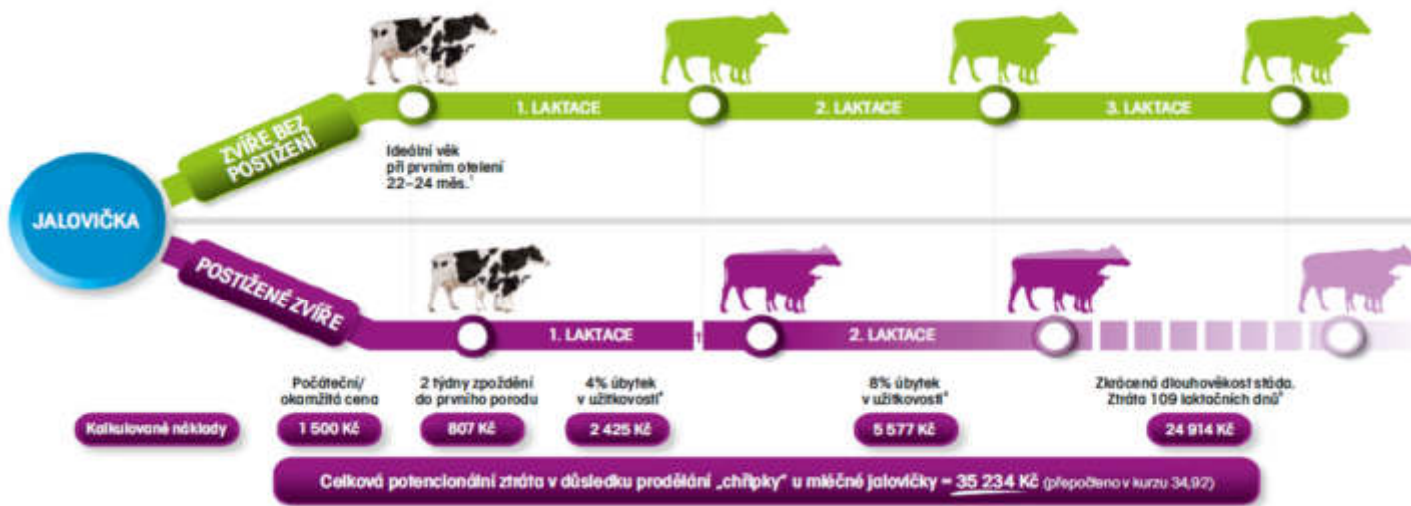 1. LAKTACE
2. LAKTACE
3. LAKTACE
ZVÍŘE BEZ
POSTIŽENÍ
Ideální věk
při prvním otelení
22–24 měs.¹
JALOVIČKA
POSTIŽENÉ ZVÍŘE
1. LAKTACE
2. LAKTACE
Počáteční/
okamžitá cena
2 týdny zpoždění
do prvního porodu
4% úbytek
v užitkovosti
8% úbytek
v užitkovosti
Zkrácená dlouhověkost stáda.
Ztráta 109 laktačních dnů
Kalkulované náklady
1 500 Kč
807 Kč
2 425 Kč
5 577 Kč
24 914 Kč
Celková potencionální ztráta v důsledku prodělání „chřipky“ u mléčné jalovičky = 35 234 Kč (přepočteno v kurzu 34,92)